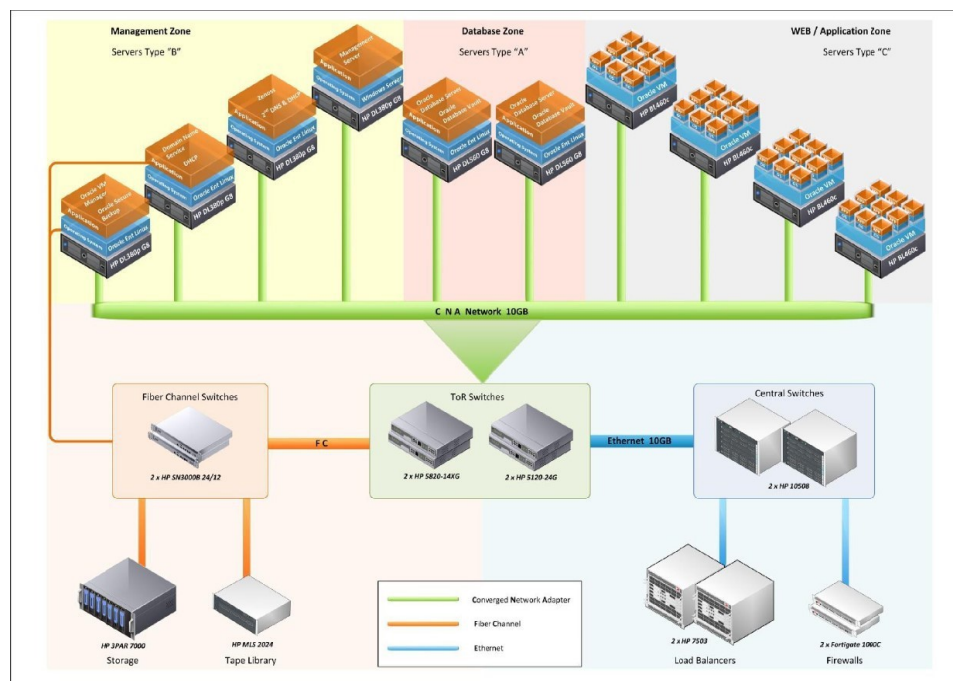 Management Zone
Servers Type "B"
Database Zone
Servers Type "A"
WEB / Application Zone
Servers Type "C"
Oracle VM
Manager
Oracle Secure
Backup
Application
Operating System
Oracle Ent Linux
HP DL380p G8
Domain Name
Service
DHCP
Application
Operating System
Oracle Ent Linux
HP DL380p G8
Zenoss
2nd DNS & DHCP
Application
Operating System
Oracle Ent Linux
HP DL380p G8
Management
Server
Application
Operating System
Windows Server
HP DL380p G8
Oracle
Database Server
Oracle
Database Vault
Application
Operating System
Oracle Ent Linux
HP DL560 G8
Oracle
Database Server
Oracle
Database Vault
Application
Operating System
Oracle Ent Linux
HP DL560 G8
Oracle VM
HP BL460c
Oracle VM
HP BL460c
Oracle VM
HP BL460c
Oracle VM
HP BL460c
C N A Network 10GB
Fiber Channel Switches
2 x HP SN3000B 24/12
F C
ToR Switches
2 x HP 5820-14XG
2 x HP 5120-24G
Ethernet 10GB
Central Switches
2 x HP 10508
HP 3PAR 7000
Storage
HP MLS 2024
Tape Library
Converged Network Adapter
Fiber Channel
Ethernet
2 x HP 7503
Load Balancers
2 x Fortigate 1000C
Firewalls